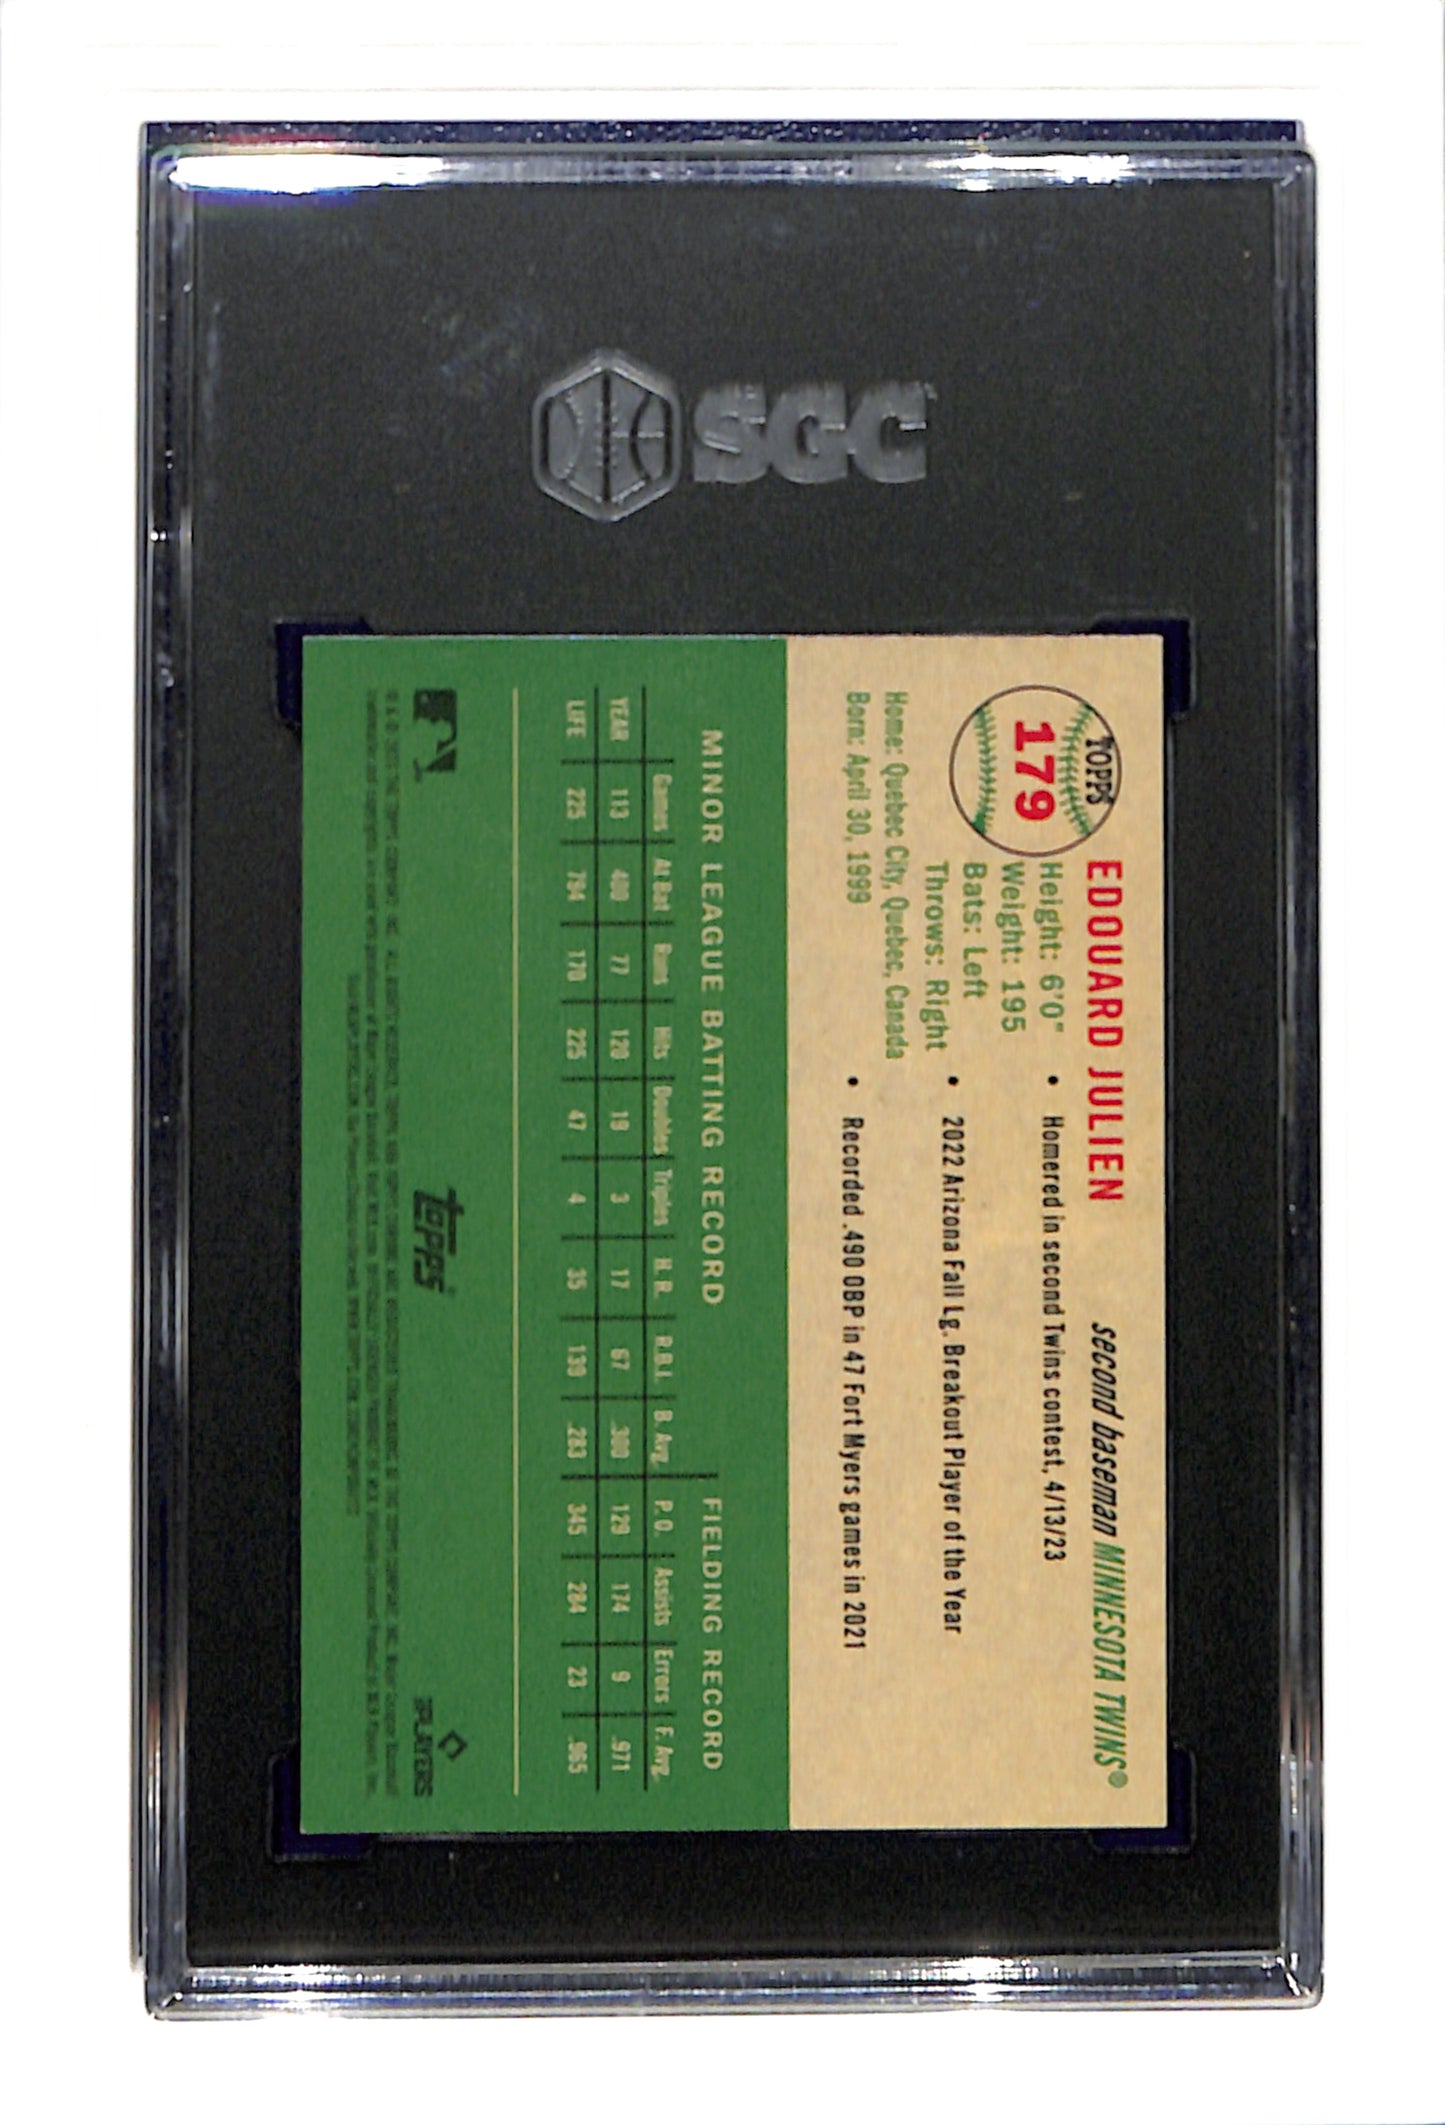 SGC
TOPPS
179
EDOUARD JULIEN
second baseman MINNESOTA TWINS®
Height: 6'0"
Weight: 195
Bats: Left
Throws: Right
Home: Quebec City, Quebec, Canada
Born: April 30, 1999
• Homered in second Twins contest, 4/13/23
• 2022 Arizona Fall Lg. Breakout Player of the Year
• Recorded .490 OBP in 47 Fort Myers games in 2021
MINOR LEAGUE BATTING RECORD FIELDING RECORD
Games At Bat Runs Hits Doubles Triples H. R. R.B.I. B. Avg. P. O. Assists Errors F. Avg.
YEAR 113 400 77 120 19 3 17 67 .300 129 174 9 .971
LIFE 225 794 170 225 47 4 35 139 .283 345 284 23 .965
topps
PLAYERS